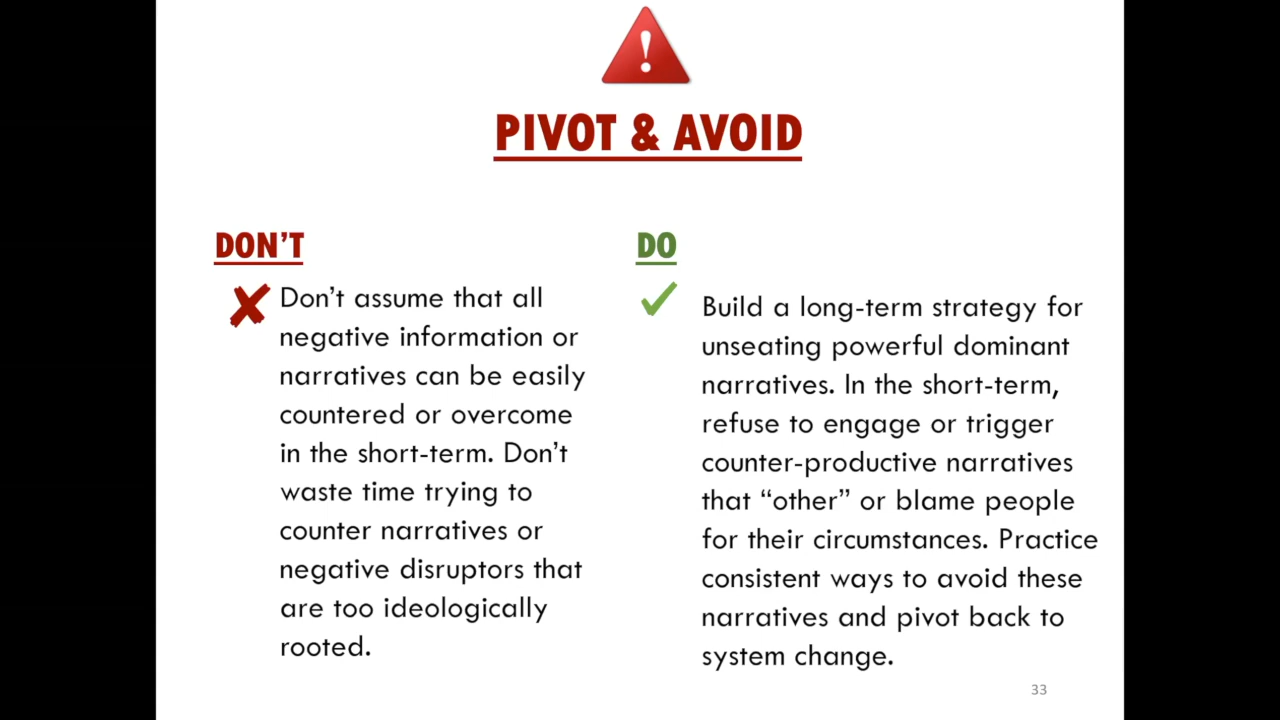 PIVOT & AVOID
DON’T
Don’t assume that all
negative information or
narratives can be easily
countered or overcome
in the short-term. Don’t
waste time trying to
counter narratives or
negative disruptors that
are too ideologically
rooted.
DO
Build a long-term strategy for
unseating powerful dominant
narratives. In the short-term,
refuse to engage or trigger
counter-productive narratives
that “other” or blame people
for their circumstances. Practice
consistent ways to avoid these
narratives and pivot back to
system change.
33